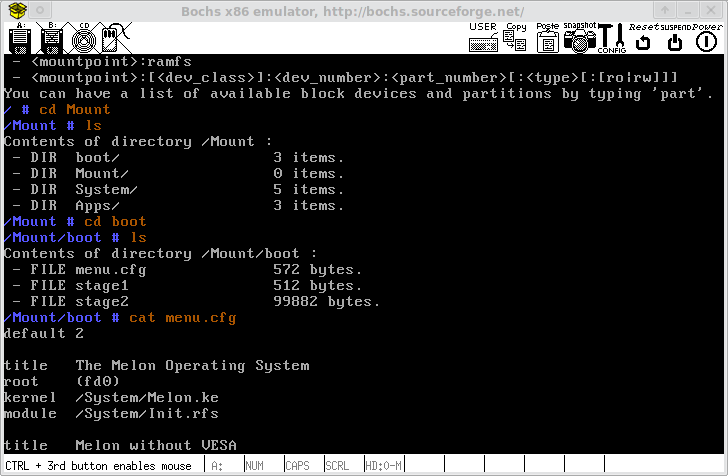 Bochs x86 emulator, http://bochs.sourceforge.net/
A: B: CD USER Copy Paste snapshot CONFIG Reset SUSPEND Power
- <mountpoint>:ramfs
- <mountpoint>:[<dev_class>]:<dev_number>:<part_number>[:<type>[:[ro|rw]]]
You can have a list of available block devices and partitions by typing 'part'.
/ # cd Mount
/Mount # ls
Contents of directory /Mount :
- DIR boot/ 3 items.
- DIR Mount/ 0 items.
- DIR System/ 5 items.
- DIR Apps/ 3 items.
/Mount # cd boot
/Mount/boot # ls
Contents of directory /Mount/boot :
- FILE menu.cfg 572 bytes.
- FILE stage1 512 bytes.
- FILE stage2 99882 bytes.
/Mount/boot # cat menu.cfg
default 2
title The Melon Operating System
root (fd0)
kernel /System/Melon.ke
module /System/Init.rfs
title Melon without VESA
CTRL + 3rd button enables mouse A: NUM CAPS SCRL HD:0-M